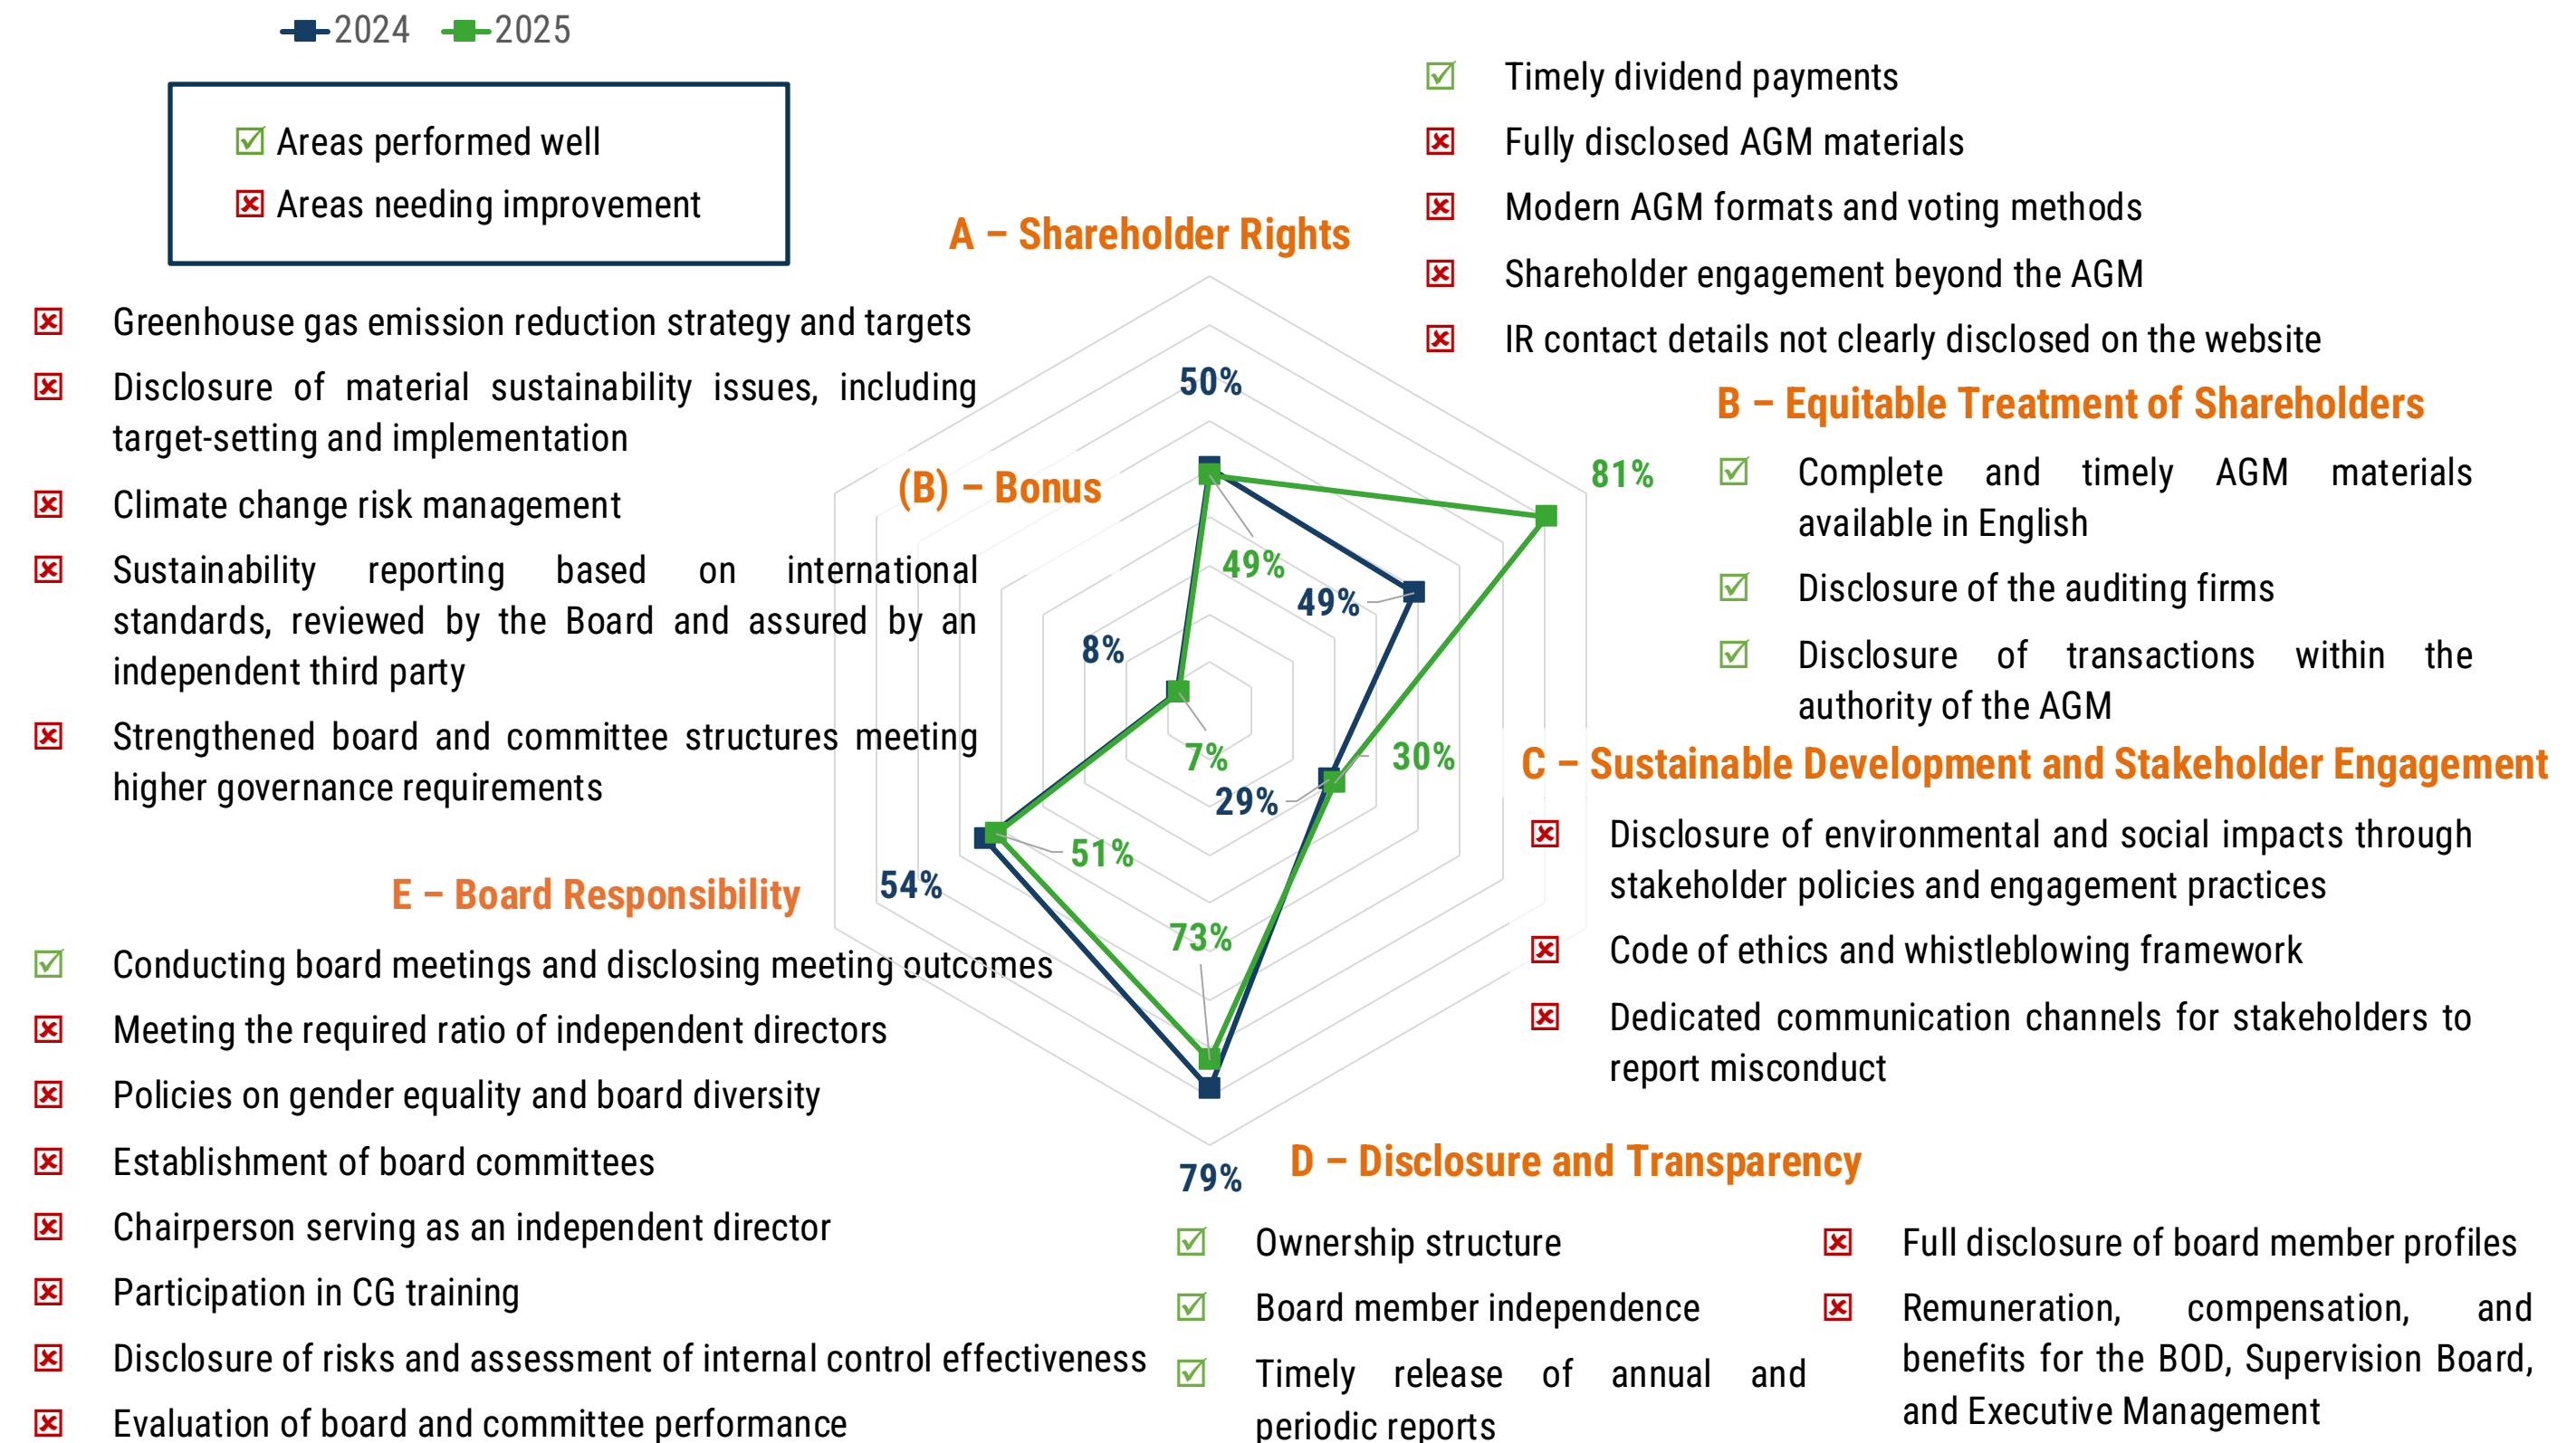 2024
2025
Areas performed well
Areas needing improvement
Timely dividend payments
Fully disclosed AGM materials
Modern AGM formats and voting methods
Shareholder engagement beyond the AGM
IR contact details not clearly disclosed on the website
A – Shareholder Rights
50%
49%
49%
81%
B – Equitable Treatment of Shareholders
Complete and timely AGM materials
available in English
Disclosure of the auditing firms
Disclosure of transactions within the
authority of the AGM
Greenhouse gas emission reduction strategy and targets
Disclosure of material sustainability issues, including
target-setting and implementation
Climate change risk management
Sustainability reporting based on international
standards, reviewed by the Board and assured by an
independent third party
Strengthened board and committee structures meeting
higher governance requirements
(B) – Bonus
8%
7%
30%
29%
C – Sustainable Development and Stakeholder Engagement
Disclosure of environmental and social impacts through
stakeholder policies and engagement practices
Code of ethics and whistleblowing framework
Dedicated communication channels for stakeholders to
report misconduct
51%
54%
E – Board Responsibility
Conducting board meetings and disclosing meeting outcomes
Meeting the required ratio of independent directors
Policies on gender equality and board diversity
Establishment of board committees
Chairperson serving as an independent director
Participation in CG training
Disclosure of risks and assessment of internal control effectiveness
Evaluation of board and committee performance
73%
79%
D – Disclosure and Transparency
Ownership structure
Board member independence
Timely release of annual and
periodic reports
Full disclosure of board member profiles
Remuneration, compensation, and
benefits for the BOD, Supervision Board,
and Executive Management